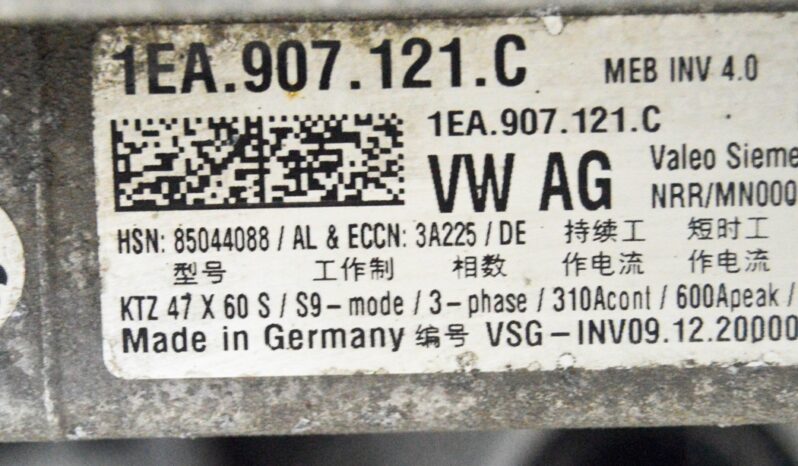 1EA.907.121.C MEB INV 4.0
1EA.907.121.C
VW AG Valeo Sieme
NRR/MN000
HSN: 85044088 / AL & ECCN: 3A225 / DE 持续工 短时工
型号 工作制 相数 作电流 作电流
KTZ 47 X 60 S / S9-mode / 3-phase / 310Acont / 600Apeak /
Made in Germany 编号 VSG-INV09.12.20000